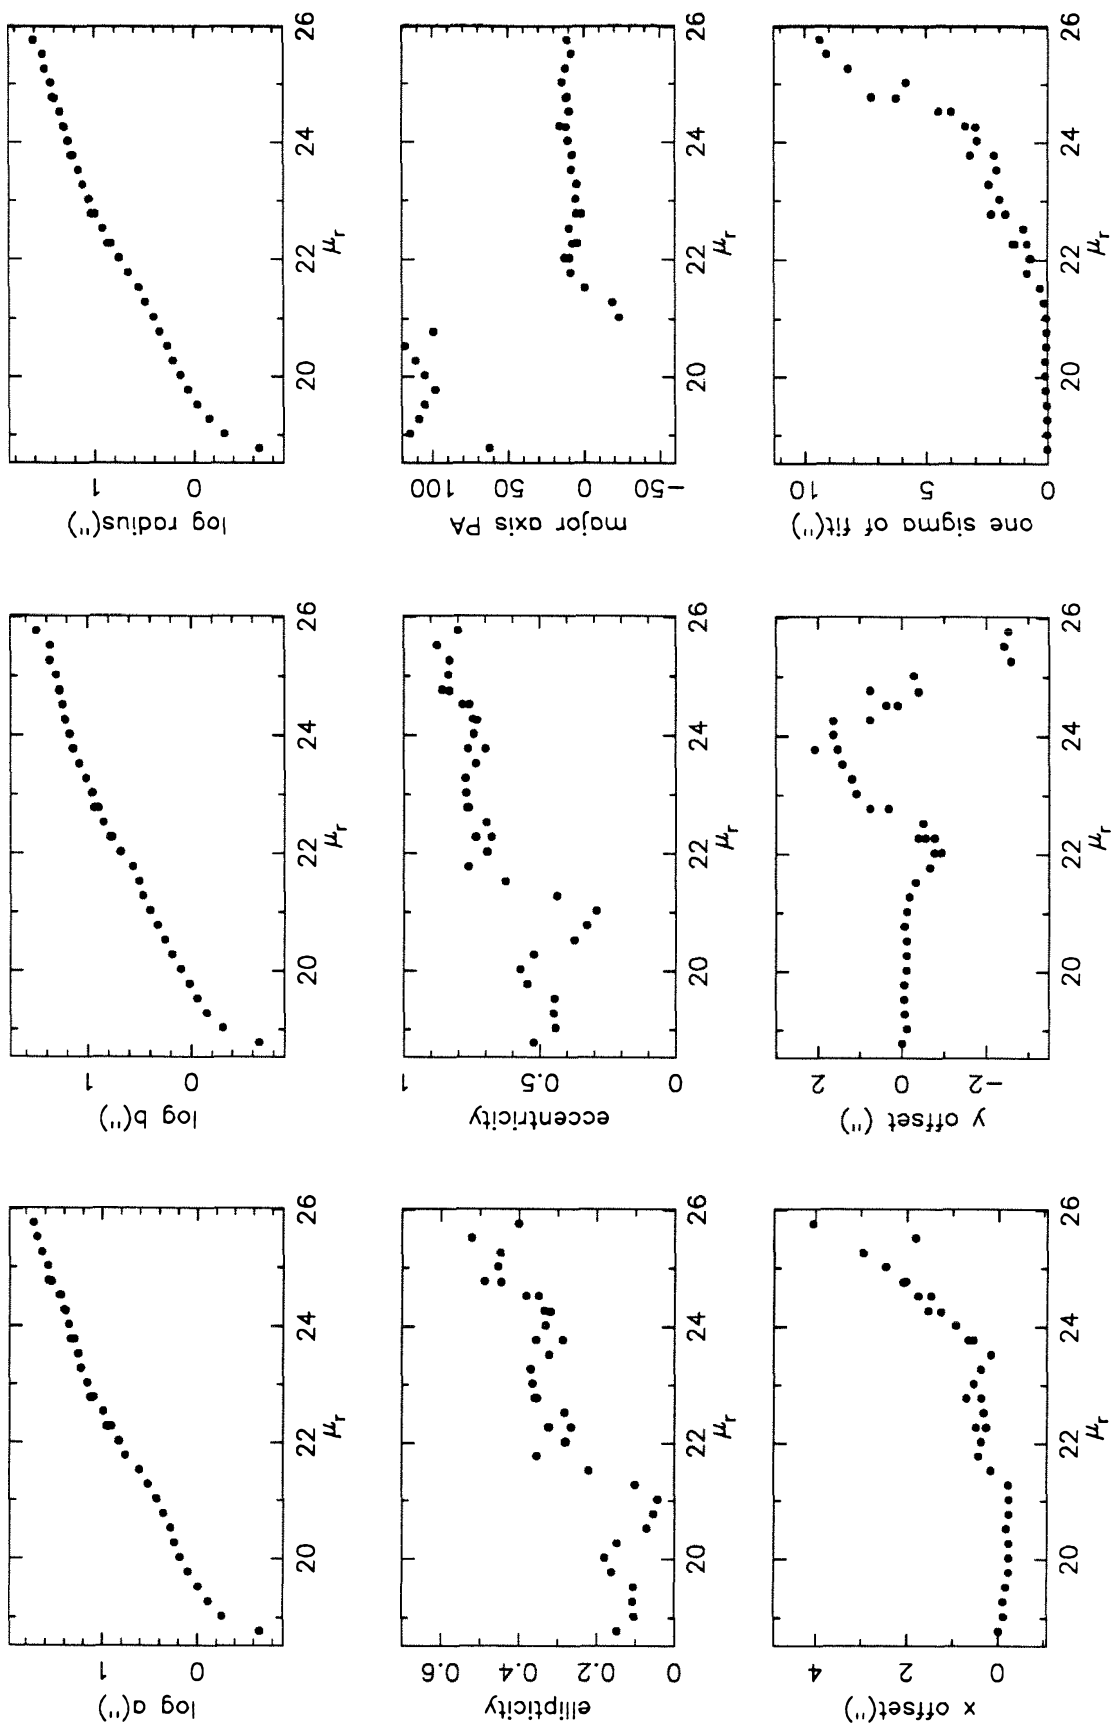 log a(")
1
0
20 22 24 26
μr
log b(")
1
0
20 22 24 26
μr
log radius(")
1
0
20 22 24 26
μr
ellipticity
0.6
0.4
0.2
0
20 22 24 26
μr
eccentricity
1
0.5
0
20 22 24 26
μr
major axis PA
100
50
0
-50
20 22 24 26
μr
x offset(")
4
2
0
20 22 24 26
μr
y offset (")
2
0
-2
20 22 24 26
μr
one sigma of fit(")
10
5
0
20 22 24 26
μr